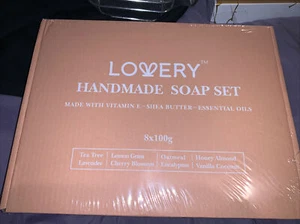 LOVERY™
HANDMADE SOAP SET
MADE WITH VITAMIN E–SHEA BUTTER–ESSENTIAL OILS
8x100g
Tea Tree | Lemon Grass | Oatmeal | Honey Almond
Lavender | Cherry Blossom | Eucalyptus | Vanilla Coconut